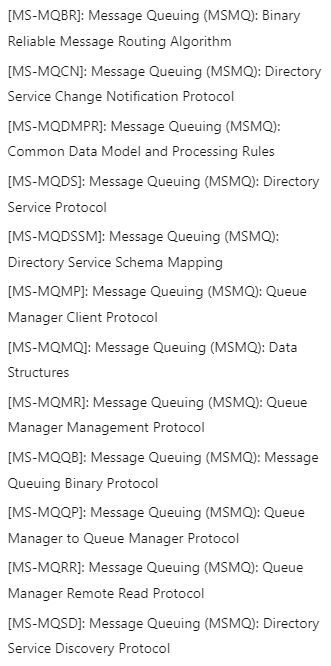 [MS-MQBR]: Message Queuing (MSMQ): Binary
Reliable Message Routing Algorithm
[MS-MQCN]: Message Queuing (MSMQ): Directory
Service Change Notification Protocol
[MS-MQDMPR]: Message Queuing (MSMQ):
Common Data Model and Processing Rules
[MS-MQDS]: Message Queuing (MSMQ): Directory
Service Protocol
[MS-MQDSSM]: Message Queuing (MSMQ):
Directory Service Schema Mapping
[MS-MQMP]: Message Queuing (MSMQ): Queue
Manager Client Protocol
[MS-MQMQ]: Message Queuing (MSMQ): Data
Structures
[MS-MQMR]: Message Queuing (MSMQ): Queue
Manager Management Protocol
[MS-MQQB]: Message Queuing (MSMQ): Message
Queuing Binary Protocol
[MS-MQQP]: Message Queuing (MSMQ): Queue
Manager to Queue Manager Protocol
[MS-MQRR]: Message Queuing (MSMQ): Queue
Manager Remote Read Protocol
[MS-MQSD]: Message Queuing (MSMQ): Directory
Service Discovery Protocol